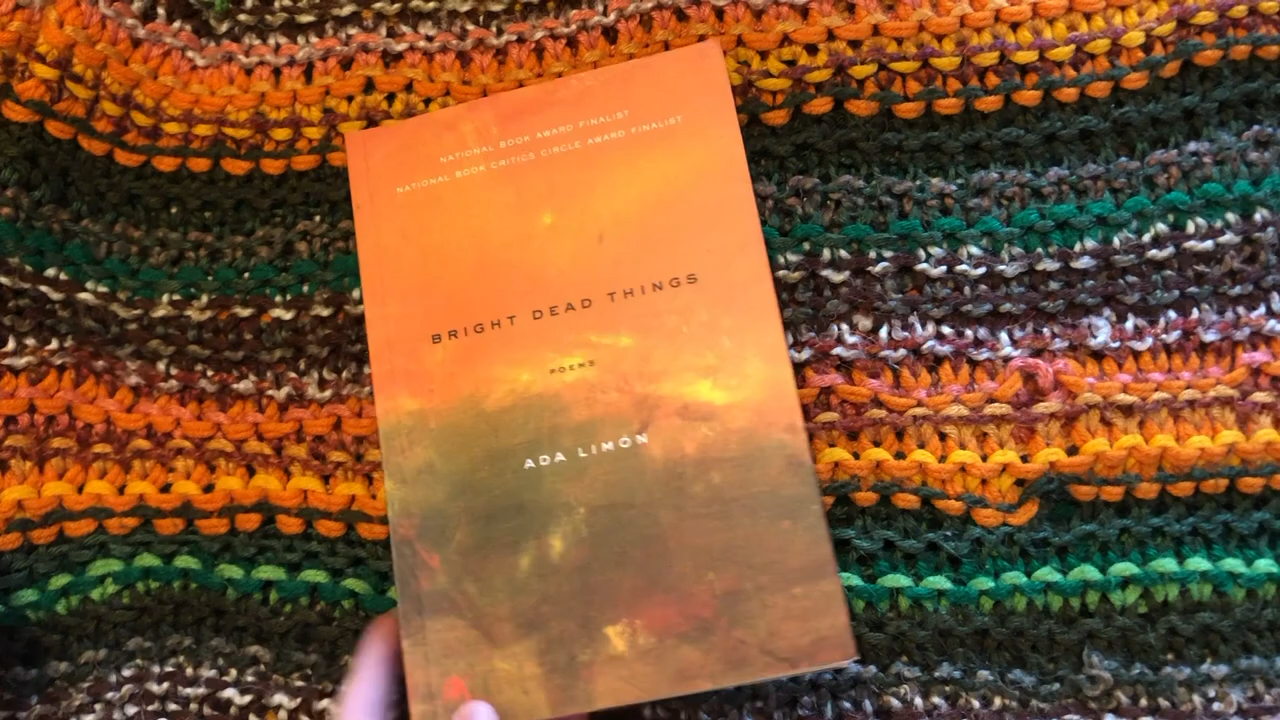 NATIONAL BOOK AWARD FINALIST
NATIONAL BOOK CRITICS CIRCLE AWARD FINALIST
BRIGHT DEAD THINGS
POEMS
ADA LIMÓN